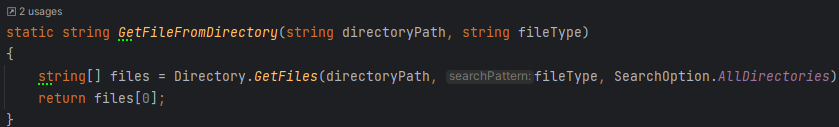 2 usages
static string GetFileFromDirectory(string directoryPath, string fileType)
{
    string[] files = Directory.GetFiles(directoryPath, searchPattern: fileType, SearchOption.AllDirectories)
    return files[0];
}